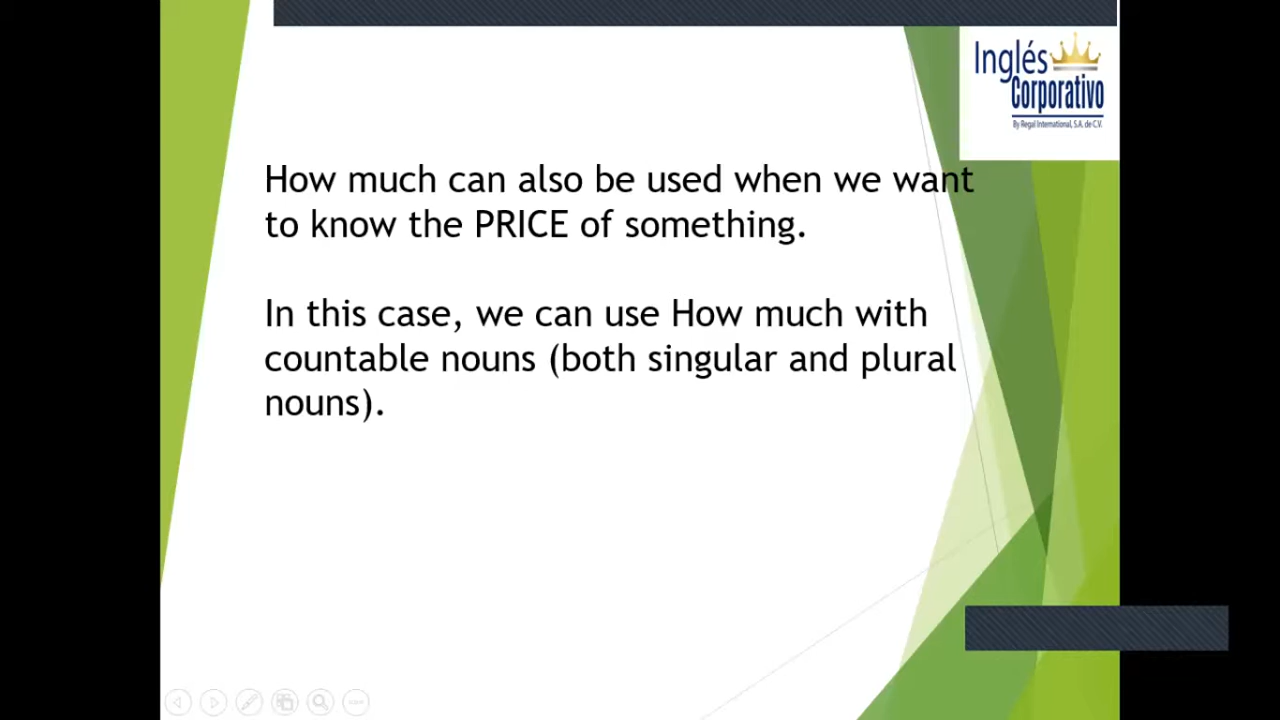 Inglés
Corporativo
By Regal International, S.A. de C.V.
How much can also be used when we want
to know the PRICE of something.
In this case, we can use How much with
countable nouns (both singular and plural
nouns).